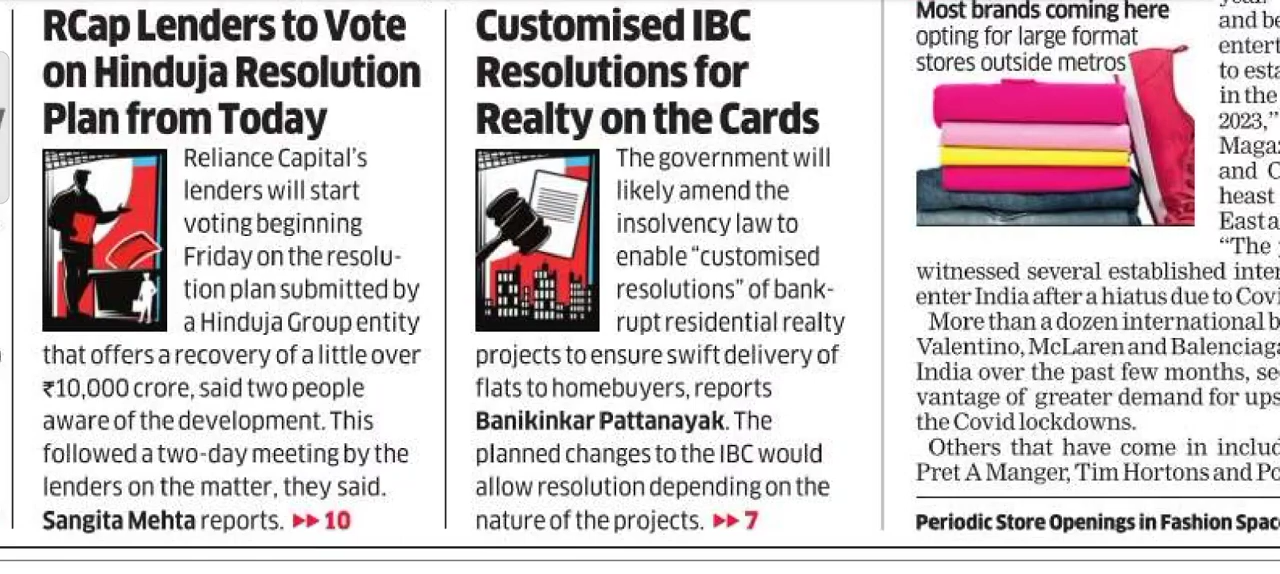 RCap Lenders to Vote
on Hinduja Resolution
Plan from Today
Reliance Capital’s
lenders will start
voting beginning
Friday on the resolu-
tion plan submitted by
a Hinduja Group entity
that offers a recovery of a little over
₹10,000 crore, said two people
aware of the development. This
followed a two-day meeting by the
lenders on the matter, they said.
Sangita Mehta reports. ▸▸ 10
Customised IBC
Resolutions for
Realty on the Cards
The government will
likely amend the
insolvency law to
enable “customised
resolutions” of bank-
rupt residential realty
projects to ensure swift delivery of
flats to homebuyers, reports
Banikinkar Pattanayak. The
planned changes to the IBC would
allow resolution depending on the
nature of the projects. ▸▸ 7
Most brands coming here
opting for large format
stores outside metros
and be
to esta
in the
2023,”
and
heast
East a
“The
witnessed several established inter
enter India after a hiatus due to Covi
More than a dozen international b
Valentino, McLaren and Balenciaga
India over the past few months, see
vantage of greater demand for ups
the Covid lockdowns.
Others that have come in includ
Pret A Manger, Tim Hortons and Po
Periodic Store Openings in Fashion Space